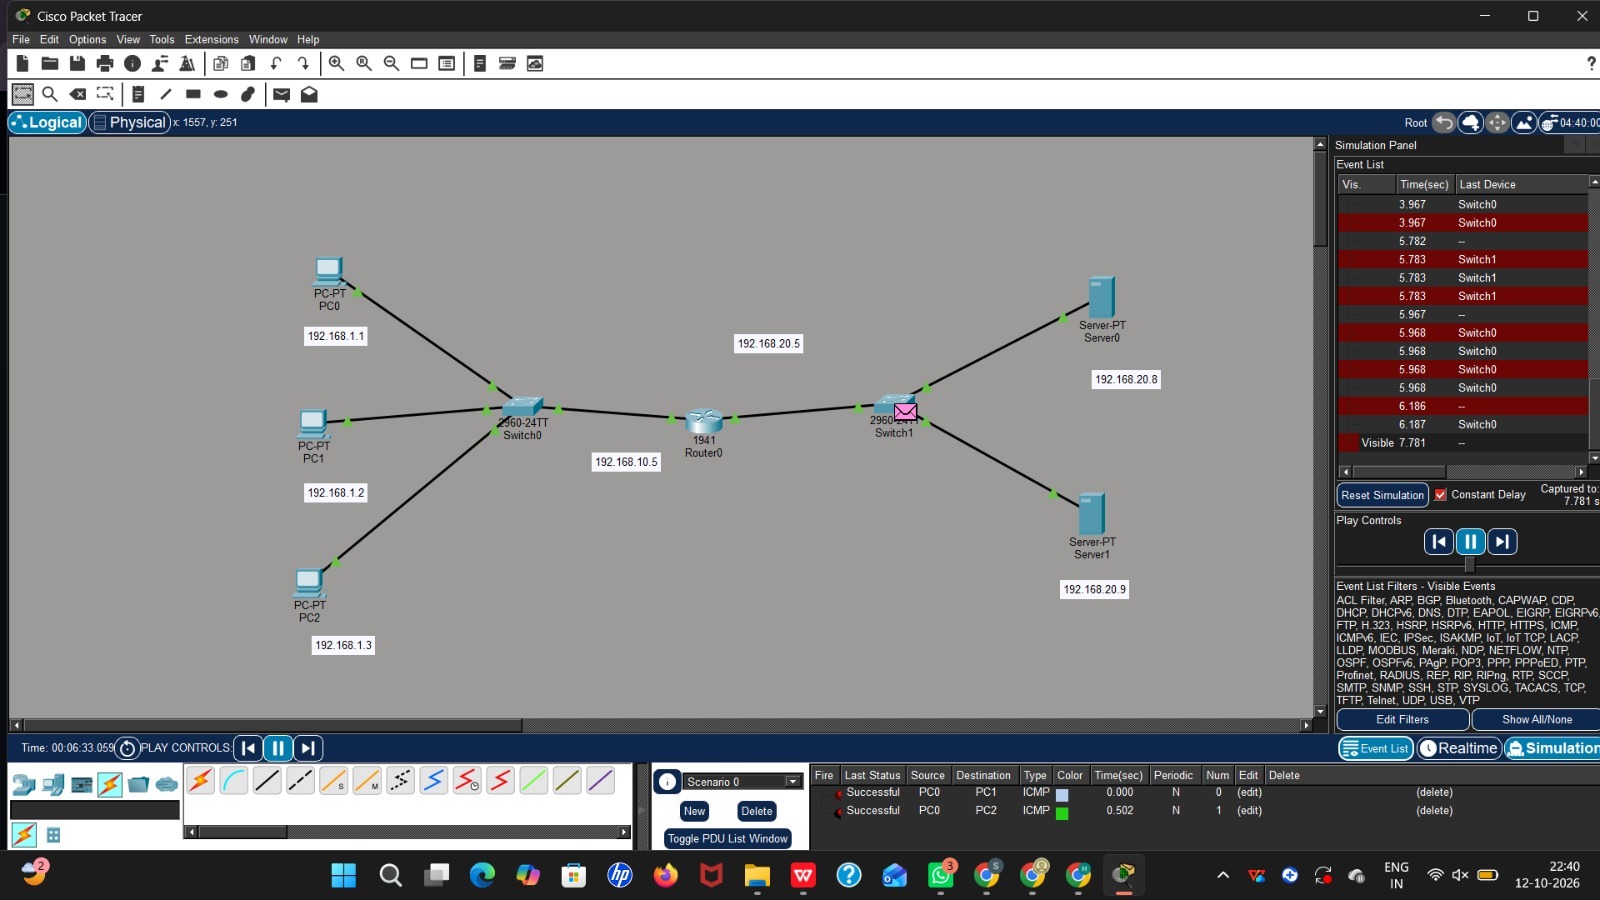 Cisco Packet Tracer
File Edit Options View Tools Extensions Window Help
Logical Physical x: 1557, y: 251 Root 04:40:00
Simulation Panel
Event List
Vis. Time(sec) Last Device
3.967 Switch0
3.967 Switch0
5.782 --
5.783 Switch1
5.783 Switch1
5.783 Switch1
5.967 --
5.968 Switch0
5.968 Switch0
5.968 Switch0
5.968 Switch0
6.186 --
6.187 Switch0
Visible 7.781 --
Reset Simulation Constant Delay Captured to:
7.781 s
Play Controls
Event List Filters - Visible Events
ACL Filter, ARP, BGP, Bluetooth, CAPWAP, CDP,
DHCP, DHCPv6, DNS, DTP, EAPOL, EIGRP, EIGRPv6,
FTP, H.323, HSRP, HSRPv6, HTTP, HTTPS, ICMP,
ICMPv6, IEC, IPSec, ISAKMP, IoT, IoT TCP, LACP,
LLDP, MODBUS, Meraki, NDP, NETFLOW, NTP,
OSPF, OSPFv6, PAgP, POP3, PPP, PPPoED, PTP,
Profinet, RADIUS, REP, RIP, RIPng, RTP, SCCP,
SMTP, SNMP, SSH, STP, SYSLOG, TACACS, TCP,
TFTP, Telnet, UDP, USB, VTP
Edit Filters Show All/None
Event List Realtime Simulation
PC-PT
PC0
192.168.1.1
PC-PT
PC1
192.168.1.2
PC-PT
PC2
192.168.1.3
2960-24TT
Switch0
192.168.10.5
1941
Router0
192.168.20.5
2960-24TT
Switch1
Server-PT
Server0
192.168.20.8
Server-PT
Server1
192.168.20.9
Time: 00:06:33.059 PLAY CONTROLS:
S M
Scenario 0
New Delete
Toggle PDU List Window
Fire Last Status Source Destination Type Color Time(sec) Periodic Num Edit Delete
Successful PC0 PC1 ICMP 0.000 N 0 (edit) (delete)
Successful PC0 PC2 ICMP 0.502 N 1 (edit) (delete)
2
hp
3
S
H
ENG
IN
22:40
12-10-2026